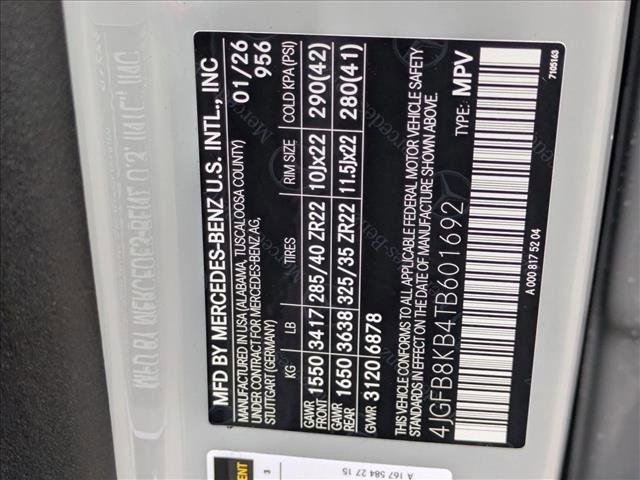 MFD BY MERCEDES-BENZ U.S. INTL., INC
MANUFACTURED IN USA (ALABAMA, TUSCALOOSA COUNTY) 01/26
UNDER CONTRACT FOR MERCEDES-BENZ AG, 956
STUTTGART (GERMANY)
KG LB TIRES RIM SIZE COLD KPA (PSI)
GAWR FRONT 1550 3417 285/40 ZR22 10Jx22 290(42)
GAWR REAR 1650 3638 325/35 ZR22 11.5Jx22 280(41)
GVWR 3120 6878
THIS VEHICLE CONFORMS TO ALL APPLICABLE FEDERAL MOTOR VEHICLE SAFETY
STANDARDS IN EFFECT ON THE DATE OF MANUFACTURE SHOWN ABOVE.
4JGFB8KB4TB601692 TYPE: MPV
A 000 817 52 04 7105163
3
A 167 584 27 15